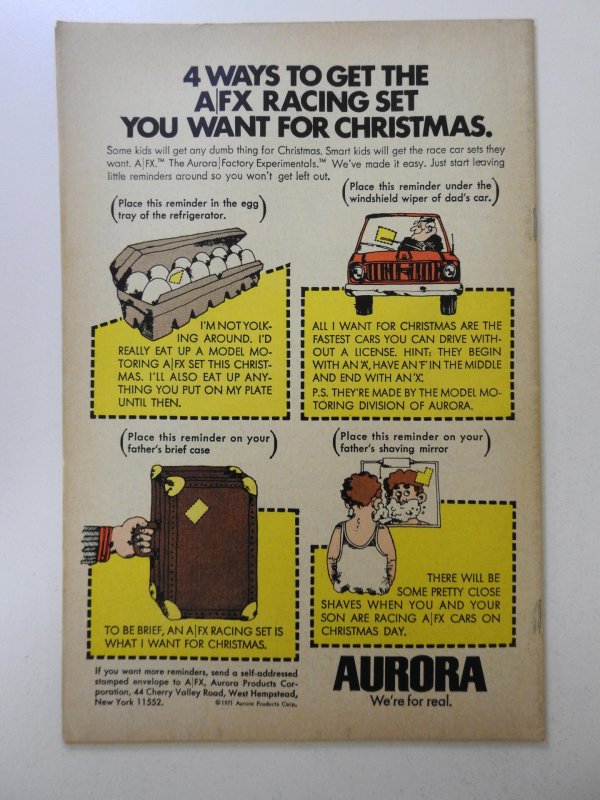 4 WAYS TO GET THE
A|FX RACING SET
YOU WANT FOR CHRISTMAS.
Some kids will get any dumb thing for Christmas. Smart kids will get the race car sets they
want. A|FX.™ The Aurora|Factory Experimentals.™ We've made it easy. Just start leaving
little reminders around so you won't get left out.
(Place this reminder in the egg
tray of the refrigerator.)
(Place this reminder under the
windshield wiper of dad's car.)
I'M NOT YOLK-
ING AROUND. I'D
REALLY EAT UP A MODEL MO-
TORING A|FX SET THIS CHRIST-
MAS. I'LL ALSO EAT UP ANY-
THING YOU PUT ON MY PLATE
UNTIL THEN.
ALL I WANT FOR CHRISTMAS ARE THE
FASTEST CARS YOU CAN DRIVE WITH-
OUT A LICENSE. HINT: THEY BEGIN
WITH AN 'A', HAVE AN 'F' IN THE MIDDLE
AND END WITH AN 'X'.
P.S. THEY'RE MADE BY THE MODEL MO-
TORING DIVISION OF AURORA.
(Place this reminder on your
father's brief case)
(Place this reminder on your
father's shaving mirror)
TO BE BRIEF, AN A|FX RACING SET IS
WHAT I WANT FOR CHRISTMAS.
THERE WILL BE
SOME PRETTY CLOSE
SHAVES WHEN YOU AND YOUR
SON ARE RACING A|FX CARS ON
CHRISTMAS DAY.
If you want more reminders, send a self-addressed
stamped envelope to A|FX, Aurora Products Cor-
poration, 44 Cherry Valley Road, West Hempstead,
New York 11552.
©1971 Aurora Products Corp.
AURORA
We're for real.